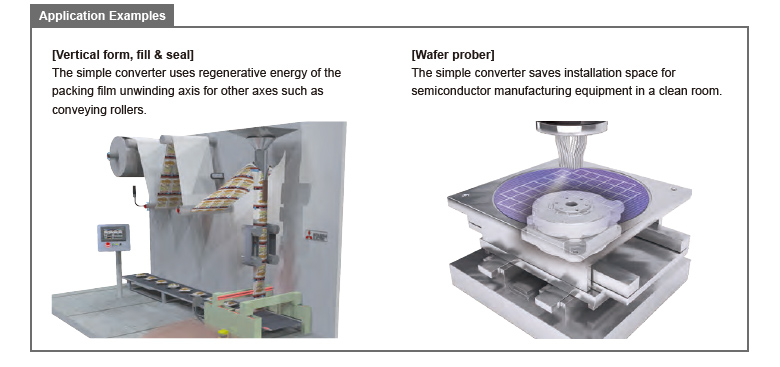 Application Examples
[Vertical form, fill & seal]
The simple converter uses regenerative energy of the
packing film unwinding axis for other axes such as
conveying rollers.
[Wafer prober]
The simple converter saves installation space for
semiconductor manufacturing equipment in a clean room.